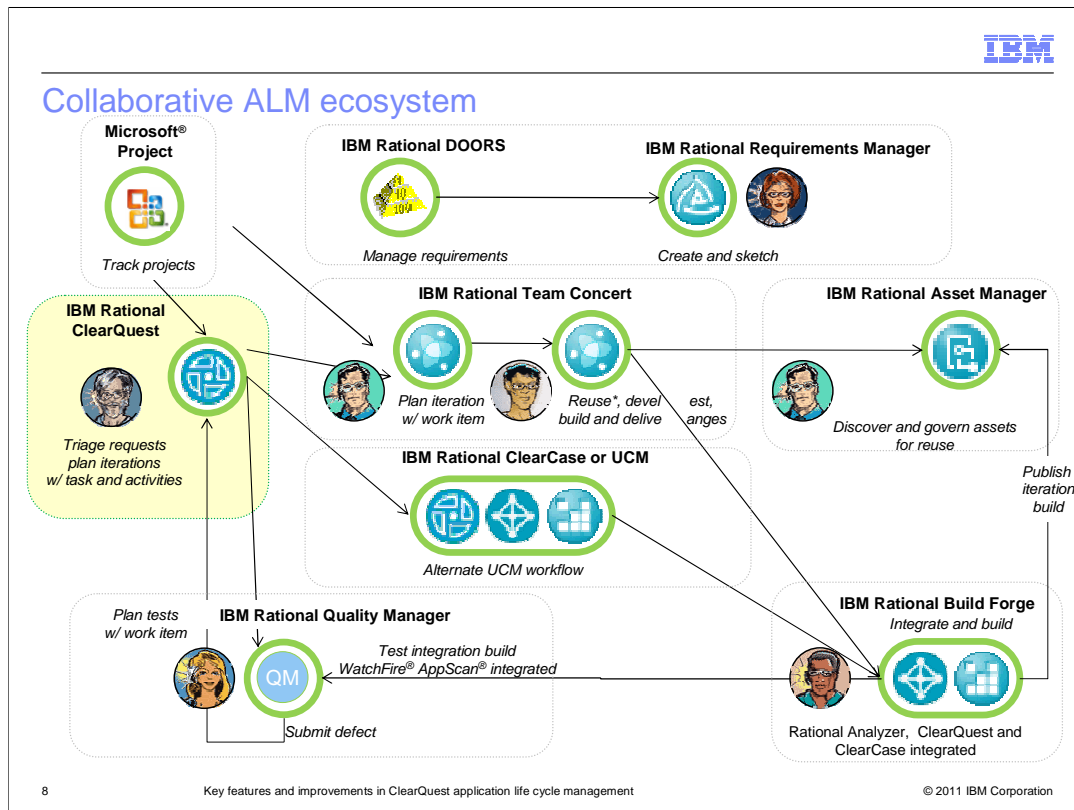 IBM
Collaborative ALM ecosystem
Microsoft®
Project
Track projects
IBM Rational DOORS
Manage requirements
IBM Rational Requirements Manager
Create and sketch
IBM Rational
ClearQuest
Triage requests
plan iterations
w/ task and activities
IBM Rational Team Concert
Plan iteration
w/ work item
Reuse*, devel est,
build and delive anges
IBM Rational Asset Manager
Discover and govern assets
for reuse
IBM Rational ClearCase or UCM
Alternate UCM workflow
Publish
iteration
build
Plan tests
w/ work item
IBM Rational Quality Manager
QM
Test integration build
WatchFire® AppScan® integrated
Submit defect
IBM Rational Build Forge
Integrate and build
Rational Analyzer, ClearQuest and
ClearCase integrated
8 Key features and improvements in ClearQuest application life cycle management © 2011 IBM Corporation